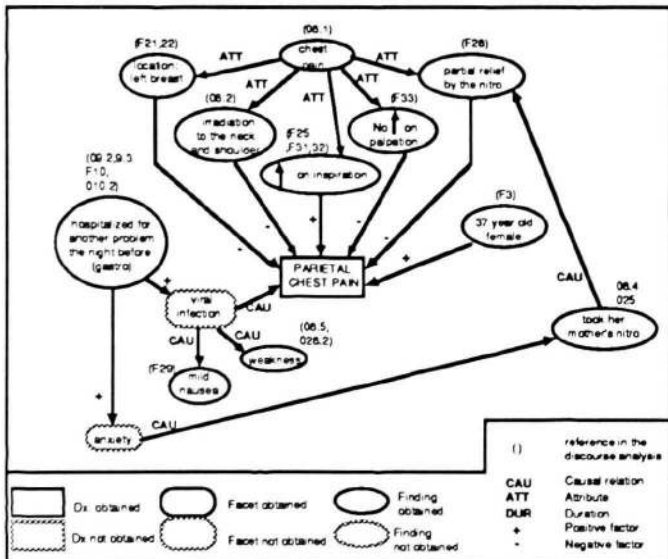 (06.1)
chest
pain
(F21,22)
ATT
location:
left breast
ATT
(F28)
partial relief
by the nitro
(06.2)
ATT
irradiation
to the neck
and shoulder
ATT
(F25
,F31,32)
on inspiration
ATT
(F33)
No on
palpation
(09.2,9.3
F10,
010.2)
hospitalized for
another problem
the night before
(gastro)
(F3)
37 year old
female
-
-
+
-
-
+
PARIETAL
CHEST PAIN
+
viral
infection
CAU
CAU
CAU
(06.5,
026.2)
weakness
(F29)
mild
nausea
CAU
06.4
025
took her
mother's nitro
+
anxiety
CAU
() reference in the
discourse analysis
CAU Causal relation
ATT Attribute
DUR Duration
+ Positive factor
- Negative factor
Dx obtained
Facet obtained
Finding
obtained
Dx not obtained
Facet not obtained
Finding
not obtained